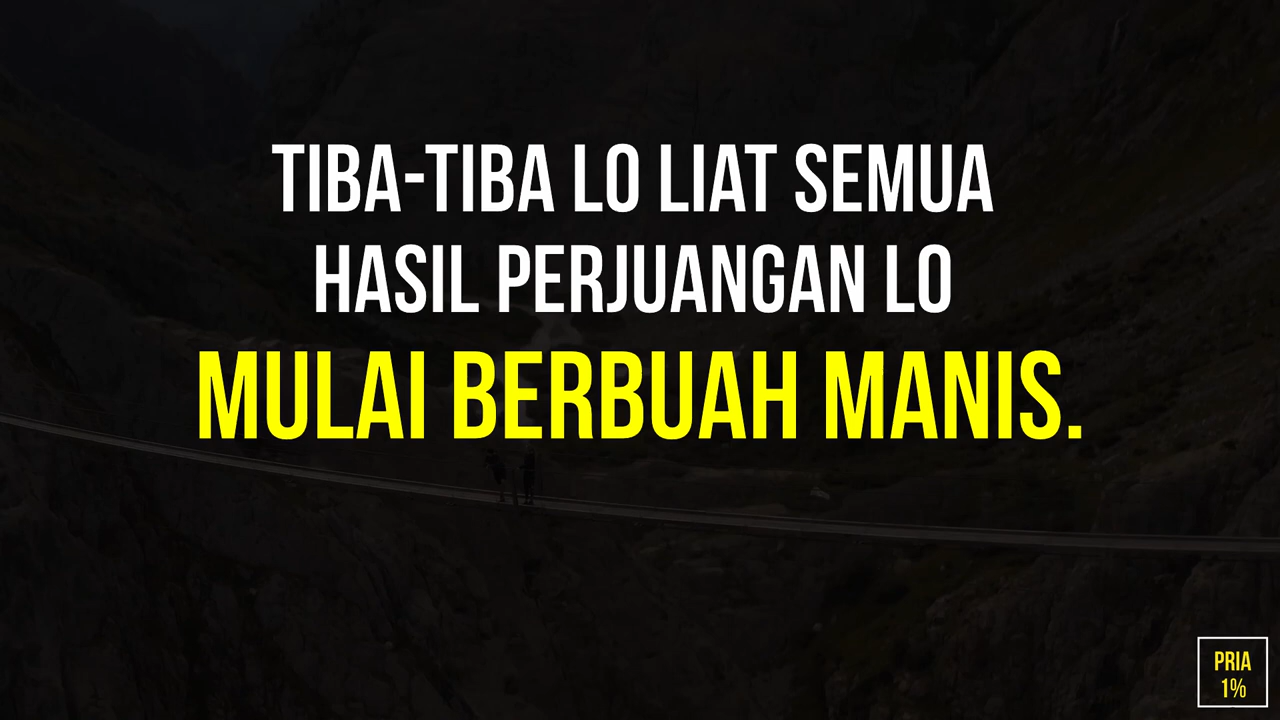 TIBA-TIBA LO LIAT SEMUA
HASIL PERJUANGAN LO
MULAI BERBUAH MANIS.
PRIA
1%